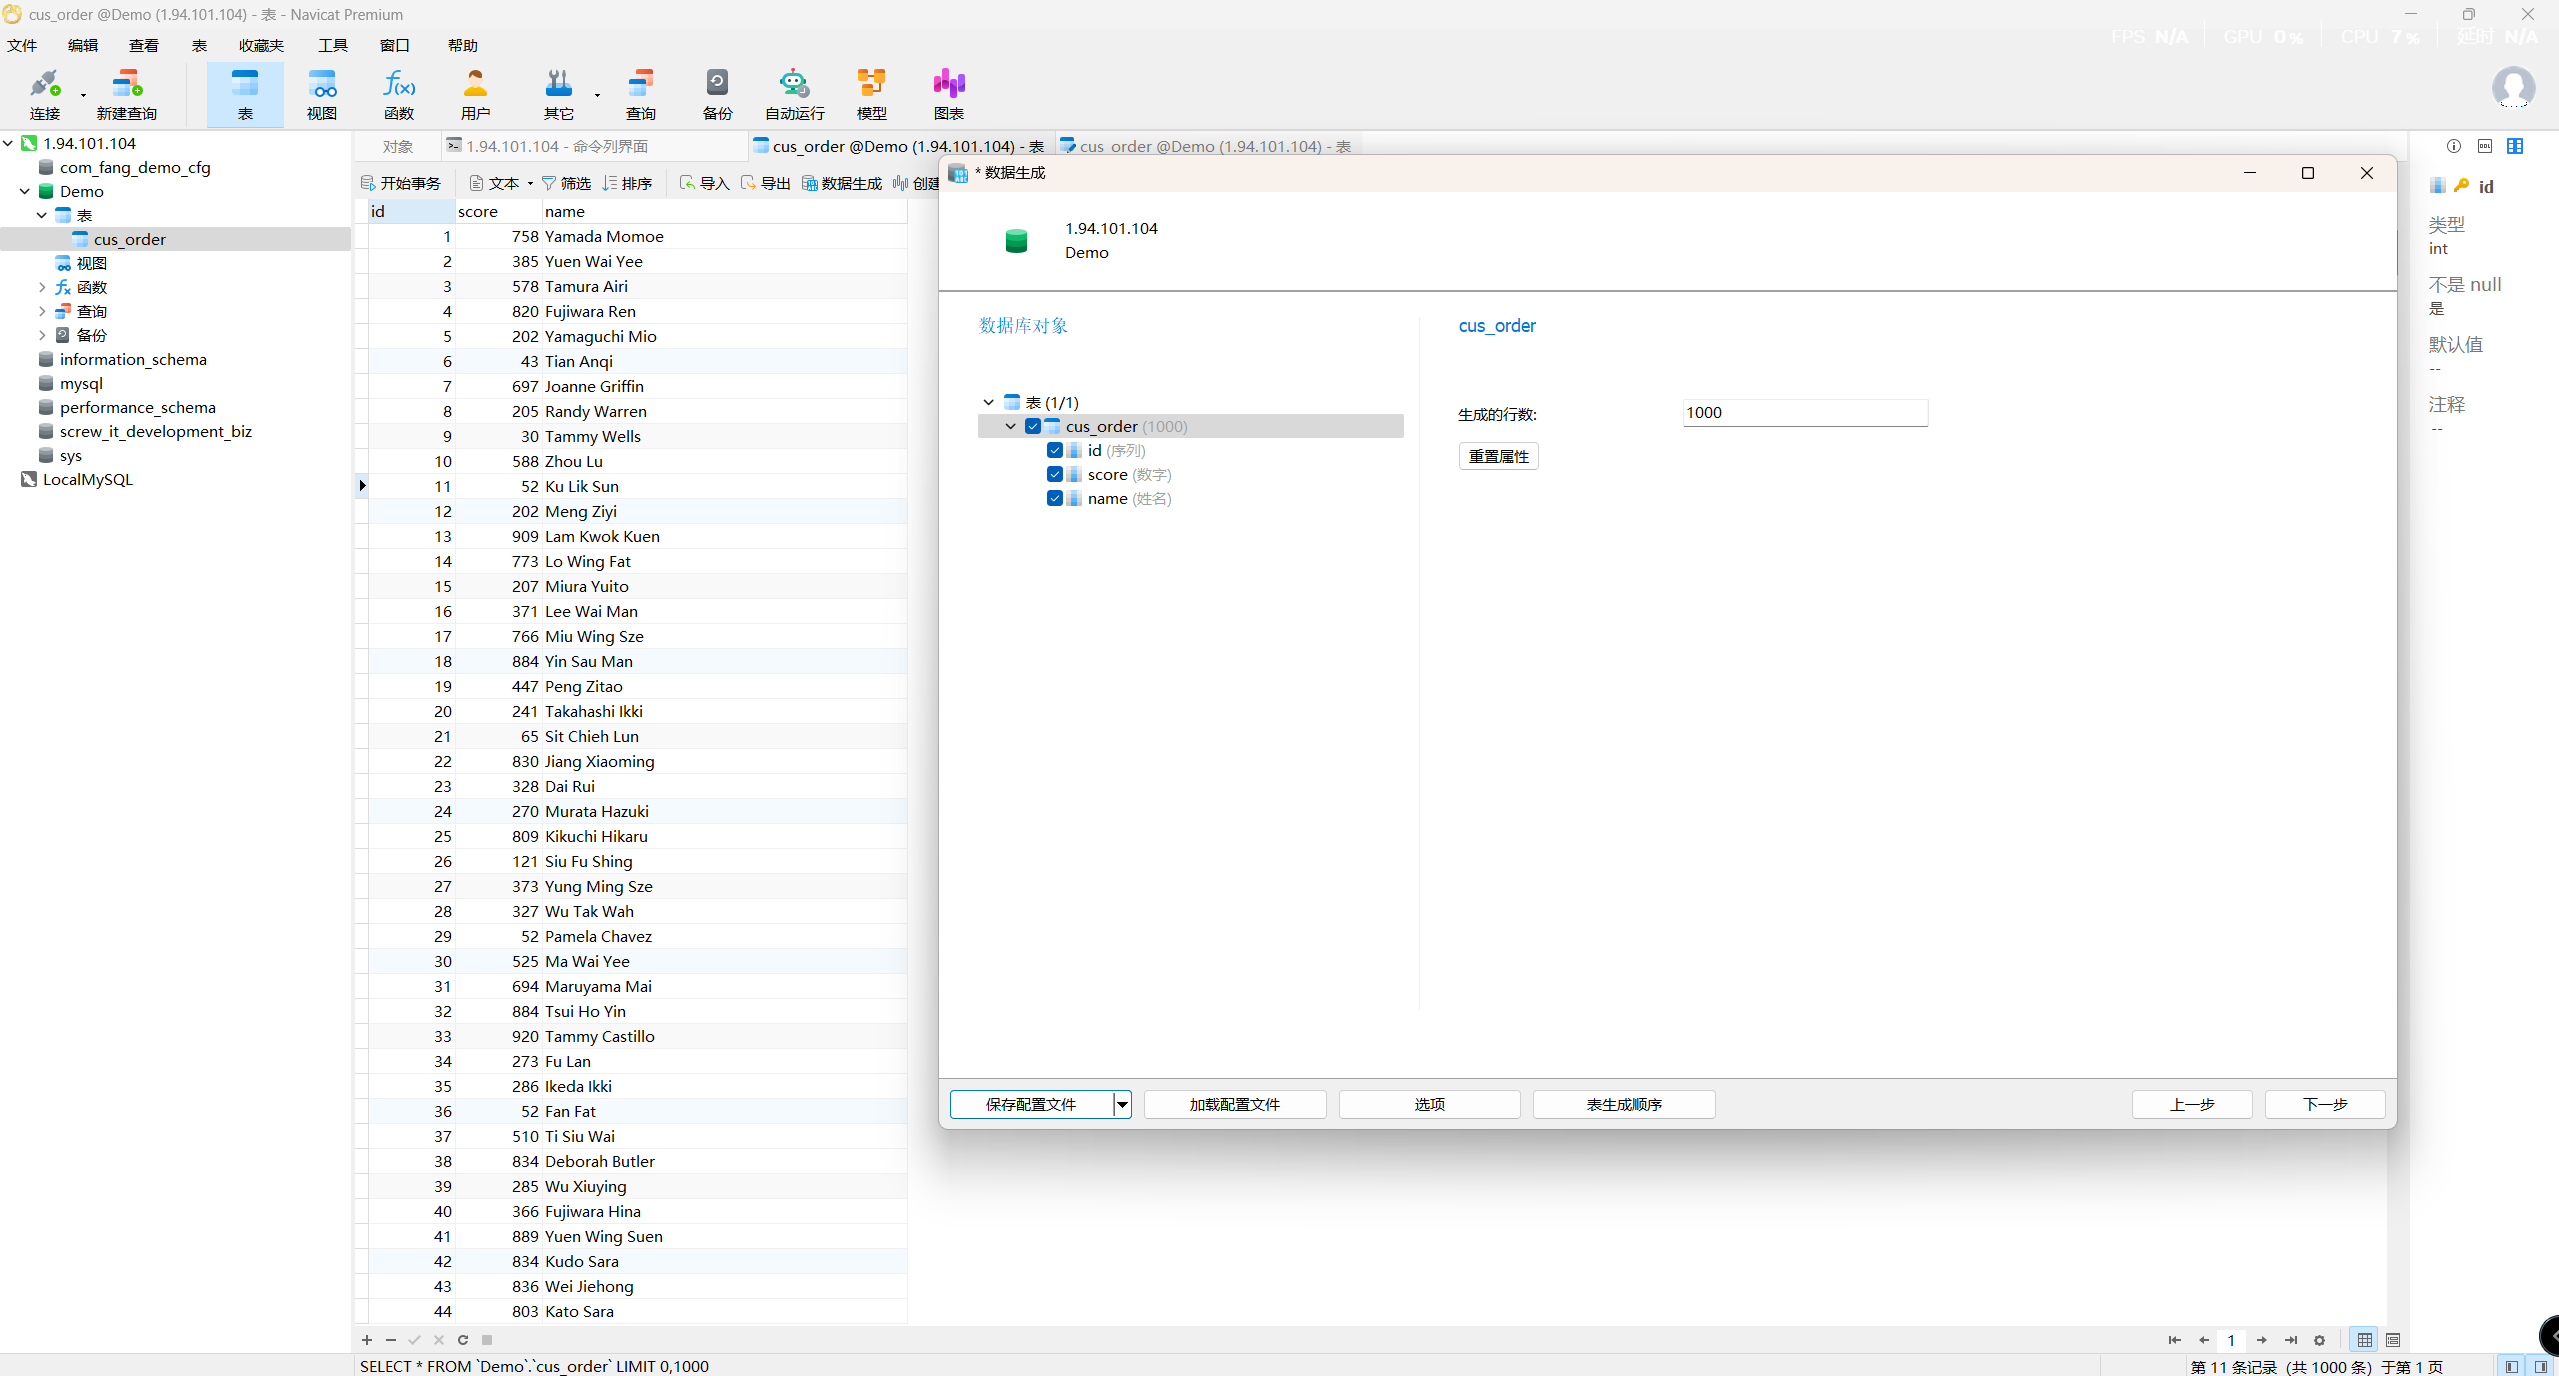 cus_order @Demo (1.94.101.104) - 表 - Navicat Premium
文件 编辑 查看 表 收藏夹 工具 窗口 帮助
FPS N/A GPU 0% CPU 7% 延时 N/A
连接 新建查询 表 视图 函数 用户 其它 查询 备份 自动运行 模型 图表
1.94.101.104
com_fang_demo_cfg
Demo
表
cus_order
视图
函数
查询
备份
information_schema
mysql
performance_schema
screw_it_development_biz
sys
LocalMySQL
对象 1.94.101.104 - 命令列界面 cus_order @Demo (1.94.101.104) - 表 cus_order @Demo (1.94.101.104) - 表
开始事务 文本 筛选 排序 导入 导出 数据生成 创建
id score name
1 758 Yamada Momoe
2 385 Yuen Wai Yee
3 578 Tamura Airi
4 820 Fujiwara Ren
5 202 Yamaguchi Mio
6 43 Tian Anqi
7 697 Joanne Griffin
8 205 Randy Warren
9 30 Tammy Wells
10 588 Zhou Lu
11 52 Ku Lik Sun
12 202 Meng Ziyi
13 909 Lam Kwok Kuen
14 773 Lo Wing Fat
15 207 Miura Yuito
16 371 Lee Wai Man
17 766 Miu Wing Sze
18 884 Yin Sau Man
19 447 Peng Zitao
20 241 Takahashi Ikki
21 65 Sit Chieh Lun
22 830 Jiang Xiaoming
23 328 Dai Rui
24 270 Murata Hazuki
25 809 Kikuchi Hikaru
26 121 Siu Fu Shing
27 373 Yung Ming Sze
28 327 Wu Tak Wah
29 52 Pamela Chavez
30 525 Ma Wai Yee
31 694 Maruyama Mai
32 884 Tsui Ho Yin
33 920 Tammy Castillo
34 273 Fu Lan
35 286 Ikeda Ikki
36 52 Fan Fat
37 510 Ti Siu Wai
38 834 Deborah Butler
39 285 Wu Xiuying
40 366 Fujiwara Hina
41 889 Yuen Wing Suen
42 834 Kudo Sara
43 836 Wei Jiehong
44 803 Kato Sara
* 数据生成
1.94.101.104
Demo
数据库对象
表 (1/1)
cus_order (1000)
id (序列)
score (数字)
name (姓名)
cus_order
生成的行数: 1000
重置属性
保存配置文件 加载配置文件 选项 表生成顺序 上一步 下一步
id
类型
int
不是 null
是
默认值
--
注释
--
1
SELECT * FROM `Demo`.`cus_order` LIMIT 0,1000
第 11 条记录 (共 1000 条) 于第 1 页